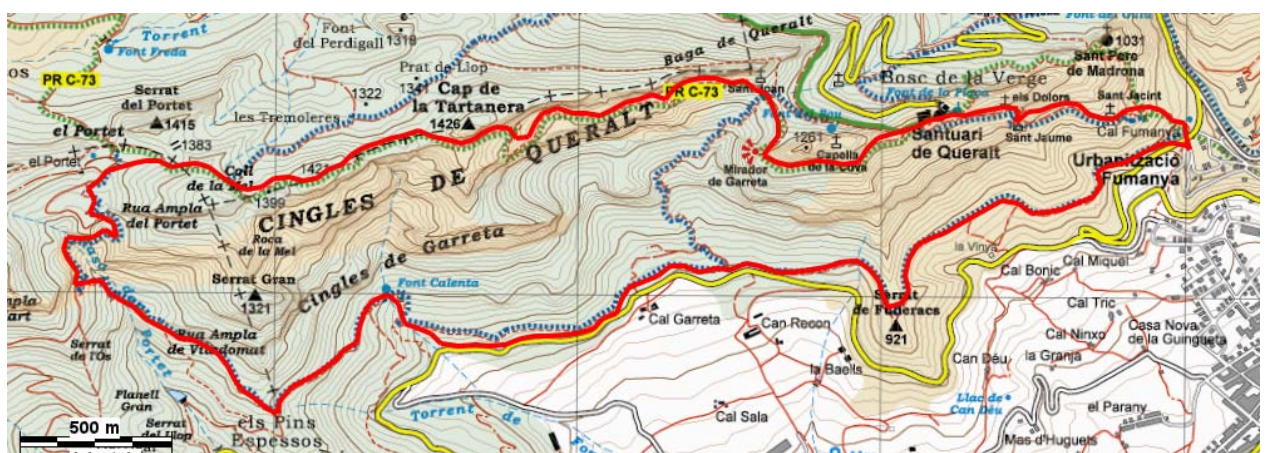 Torrent
Font Freda
Font
del Perdigall
1318
Baga de Queralt
Font del Guiu
1031
Sant Pere
de Madrona
PR C-73
Serrat
del Portet
1415
Prat de Llop
1341
1322
Cap de
la Tartanera
1426
les Tremoleres
PR C-73
Sant Joan
Bosc de la Verge
els Dolors
Sant Jacint
el Portet
1383
el Portet
Coll
de la Mel
1421
1399
CINGLES DE QUERALT
1261
Capella
de la Cova
Mirador
de Garreta
Santuari
de Queralt
Sant Jaume
Cal Fumanya
Urbanització
Fumanya
Rua Ampla
del Portet
Roca
de la Mel
Cingles de Garreta
Serrat Gran
1321
Font Calenta
la Vinya
Cal Bonic
Cal Miquel
Rua Ampla
de Viladomat
Portet
Serrat
de l'Os
Cal Garreta
Can Recon
la Baells
Serrat
de Fuderacs
921
Cal Tric
Cal Ninxo
Casa Nova
de la Guingueta
Can Déu
la Granja
Planell
Gran
Serrat
del Llop
els Pins
Espessos
Torrent de
Cal Sala
Llac de
Can Déu
el Parany
Mas d'Huguets
500 m